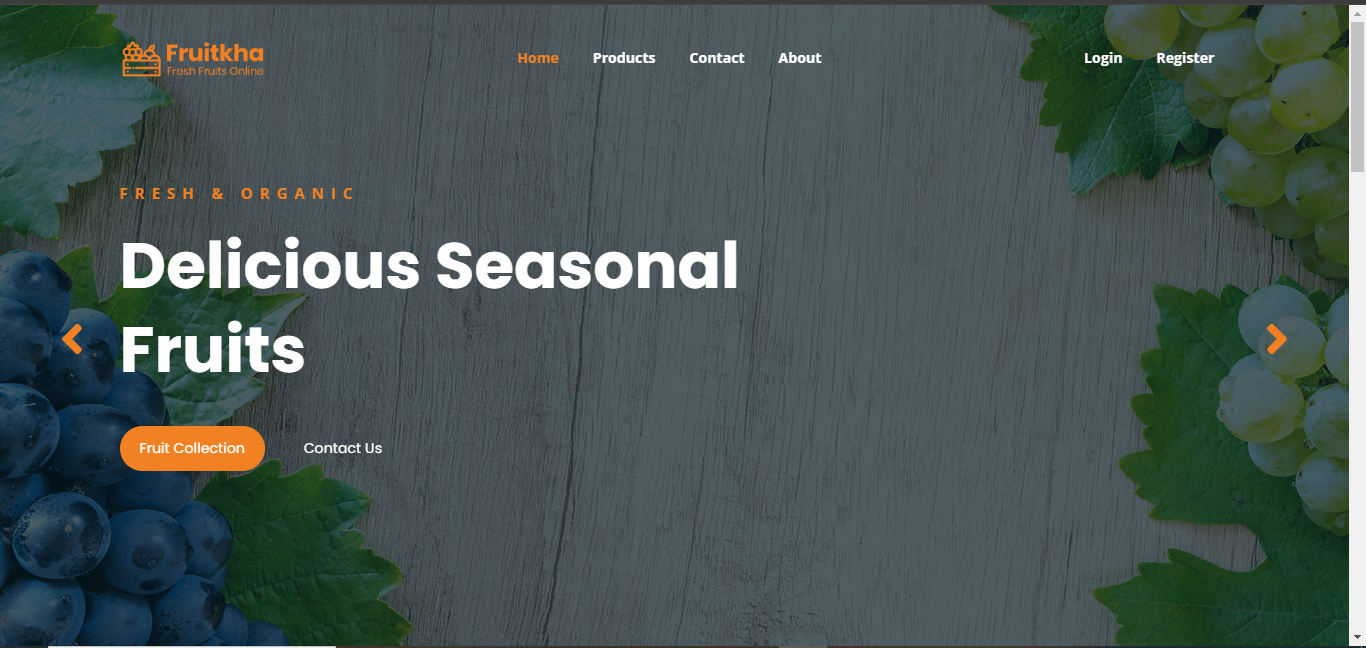 Fruitkha
Fresh Fruits Online
Home Products Contact About
Login Register
FRESH & ORGANIC
Delicious Seasonal
Fruits
Fruit Collection
Contact Us